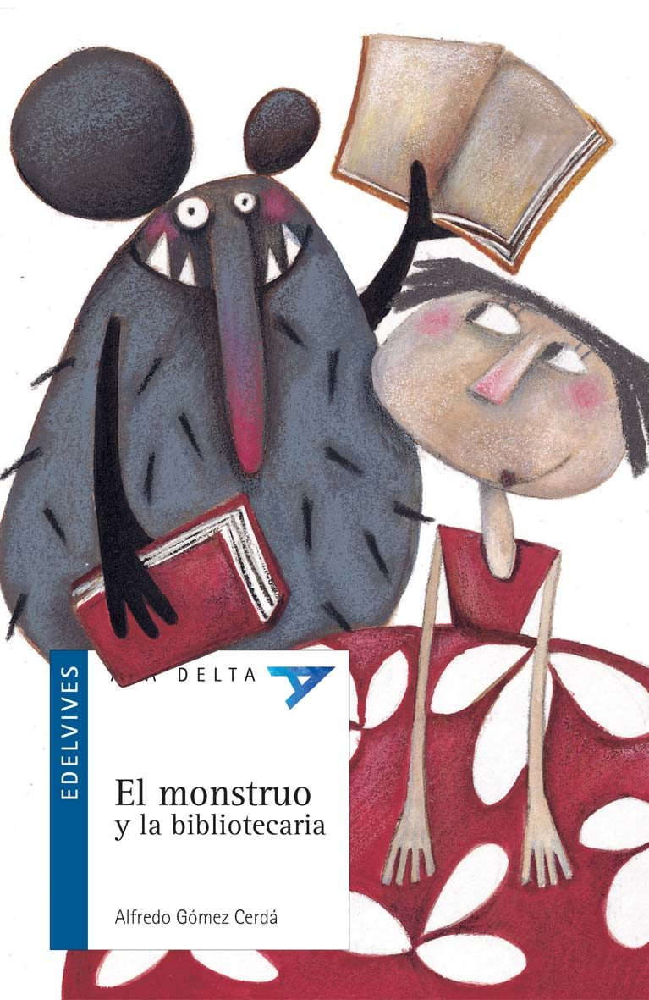 DELTA
EDELVIVES
El monstruo
y la bibliotecaria
Alfredo Gómez Cerdá